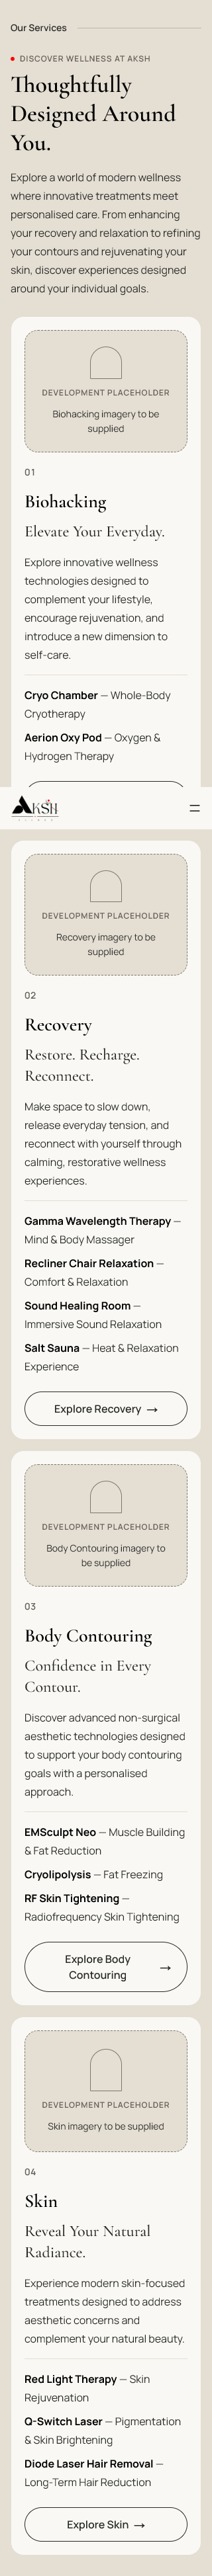 Our Services
DISCOVER WELLNESS AT AKSH
Thoughtfully
Designed Around
You.
Explore a world of modern wellness
where innovative treatments meet
personalised care. From enhancing
your recovery and relaxation to refining
your contours and rejuvenating your
skin, discover experiences designed
around your individual goals.
DEVELOPMENT PLACEHOLDER
Biohacking imagery to be
supplied
01
Biohacking
Elevate Your Everyday.
Explore innovative wellness
technologies designed to
complement your lifestyle,
encourage rejuvenation, and
introduce a new dimension to
self-care.
Cryo Chamber — Whole-Body
Cryotherapy
Aerion Oxy Pod — Oxygen &
Hydrogen Therapy
AKSH
DEVELOPMENT PLACEHOLDER
Recovery imagery to be
supplied
02
Recovery
Restore. Recharge.
Reconnect.
Make space to slow down,
release everyday tension, and
reconnect with yourself through
calming, restorative wellness
experiences.
Gamma Wavelength Therapy —
Mind & Body Massager
Recliner Chair Relaxation —
Comfort & Relaxation
Sound Healing Room —
Immersive Sound Relaxation
Salt Sauna — Heat & Relaxation
Experience
Explore Recovery →
DEVELOPMENT PLACEHOLDER
Body Contouring imagery to
be supplied
03
Body Contouring
Confidence in Every
Contour.
Discover advanced non-surgical
aesthetic technologies designed
to support your body contouring
goals with a personalised
approach.
EMSculpt Neo — Muscle Building
& Fat Reduction
Cryolipolysis — Fat Freezing
RF Skin Tightening —
Radiofrequency Skin Tightening
Explore Body
Contouring →
DEVELOPMENT PLACEHOLDER
Skin imagery to be supplied
04
Skin
Reveal Your Natural
Radiance.
Experience modern skin-focused
treatments designed to address
aesthetic concerns and
complement your natural beauty.
Red Light Therapy — Skin
Rejuvenation
Q-Switch Laser — Pigmentation
& Skin Brightening
Diode Laser Hair Removal —
Long-Term Hair Reduction
Explore Skin →